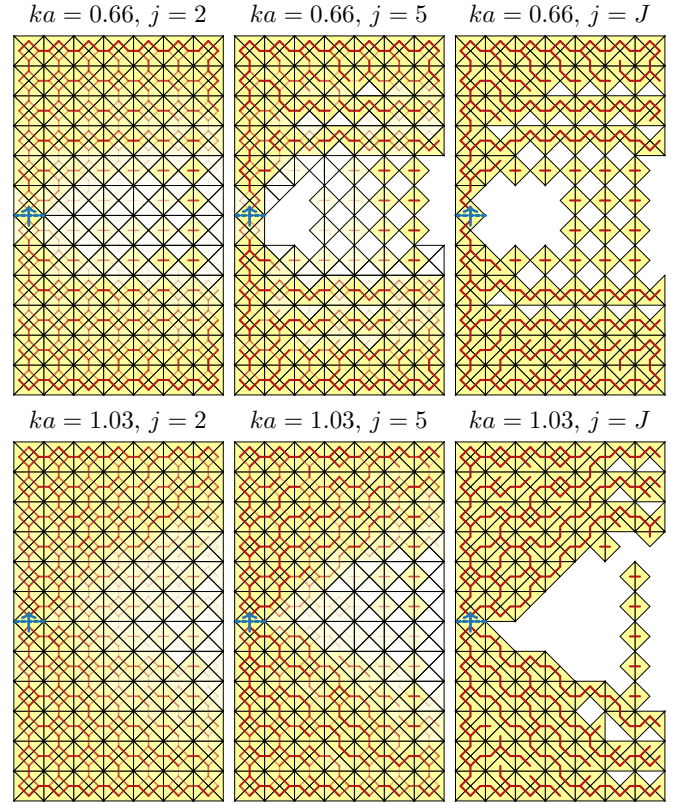 ka = 0.66, j = 2
ka = 0.66, j = 5
ka = 0.66, j = J
ka = 1.03, j = 2
ka = 1.03, j = 5
ka = 1.03, j = J